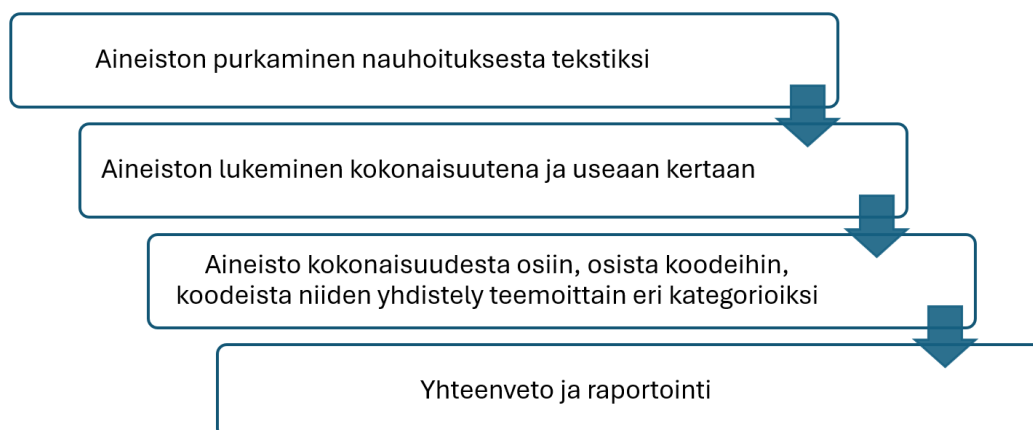 Aineiston purkaminen nauhoituksesta tekstiksi
Aineiston lukeminen kokonaisuutena ja useaan kertaan
Aineisto kokonaisuudesta osiin, osista koodeihin,
koodeista niiden yhdistely teemoittain eri kategorioiksi
Yhteenveto ja raportointi